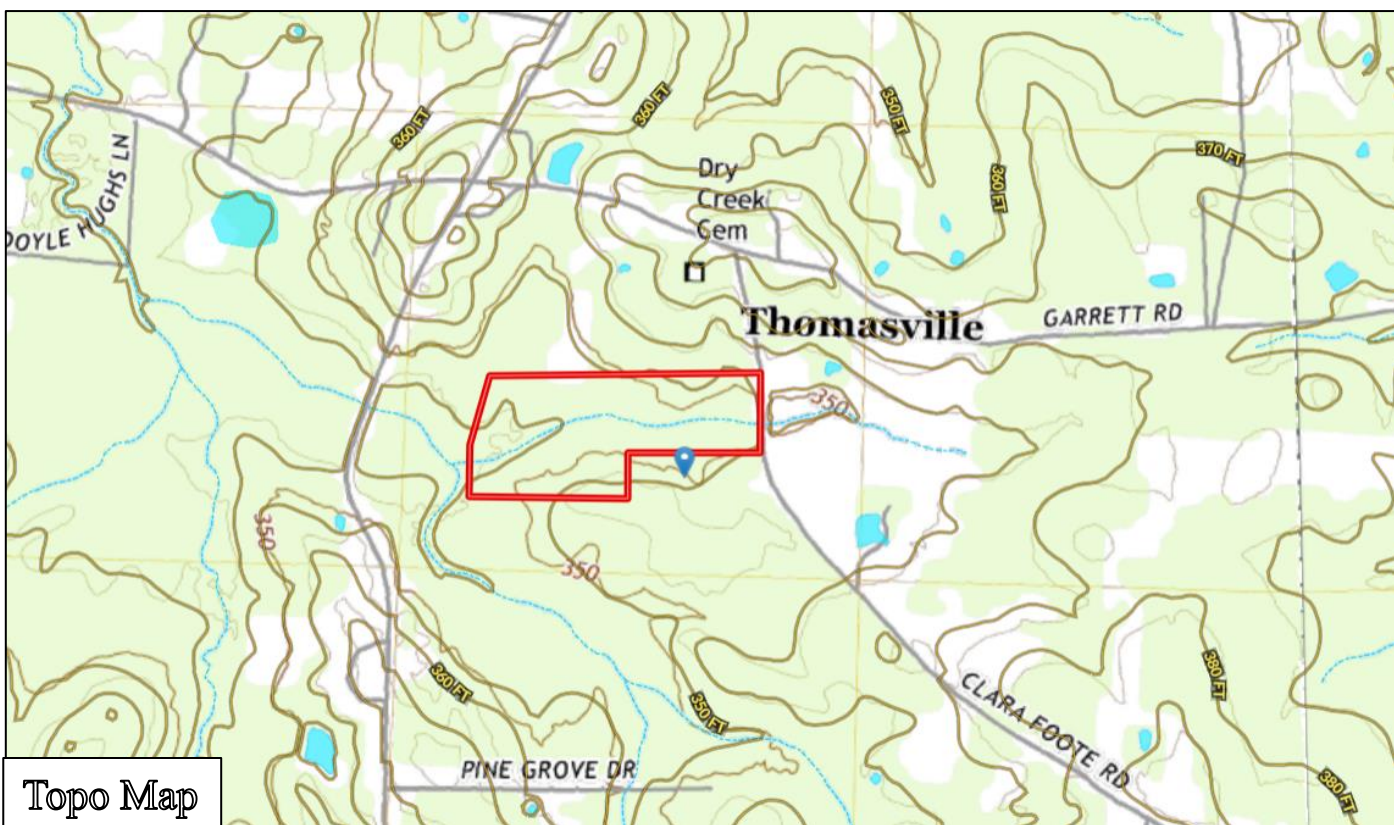 360 FT
360 FT
350 FT
DOYLE HUGHS LN
Dry
Creek
Cem
360 FT
370 FT
Thomasville
GARRETT RD
350
350
350
360 FT
350 FT
380 FT
CLARA FOOTE RD
380 FT
PINE GROVE DR
Topo Map